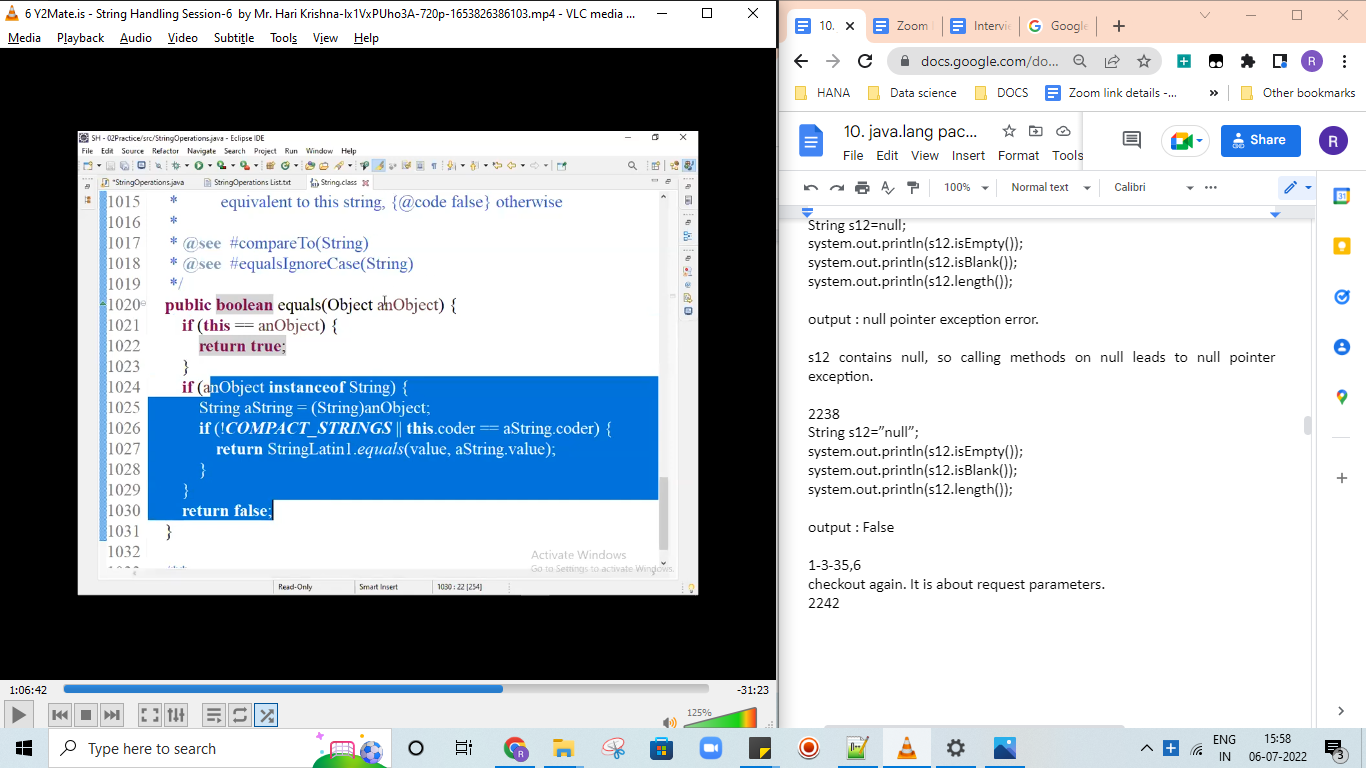 6 Y2Mate.is - String Handling Session-6 by Mr. Hari Krishna-lx1VxPUho3A-720p-1653826386103.mp4 - VLC media ...
Media Playback Audio Video Subtitle Tools View Help
SH - 02Practice/src/StringOperations.java - Eclipse IDE
File Edit Source Refactor Navigate Search Project Run Window Help
*StringOperations.java StringOperations List.txt String.class
1015 * equivalent to this string, {@code false} otherwise
1016 *
1017 * @see #compareTo(String)
1018 * @see #equalsIgnoreCase(String)
1019 */
1020 public boolean equals(Object anObject) {
1021 if (this == anObject) {
1022 return true;
1023 }
1024 if (anObject instanceof String) {
1025 String aString = (String)anObject;
1026 if (!COMPACT_STRINGS || this.coder == aString.coder) {
1027 return StringLatin1.equals(value, aString.value);
1028 }
1029 }
1030 return false;
1031 }
1032
Activate Windows
Go to Settings to activate Windows.
Read-Only Smart Insert 1030 : 22 [254]
1:06:42 -31:23
125%
10. Zoom Intervie Google
docs.google.com/do...
R
HANA Data science DOCS Zoom link details -... » Other bookmarks
10. java.lang pac...
File Edit View Insert Format Tools
Share
R
100% Normal text Calibri
String s12=null;
system.out.println(s12.isEmpty());
system.out.println(s12.isBlank());
system.out.println(s12.length());
output : null pointer exception error.
s12 contains null, so calling methods on null leads to null pointer
exception.
2238
String s12=”null”;
system.out.println(s12.isEmpty());
system.out.println(s12.isBlank());
system.out.println(s12.length());
output : False
1-3-35,6
checkout again. It is about request parameters.
2242
31
Type here to search
R
ENG
IN
15:58
06-07-2022
3